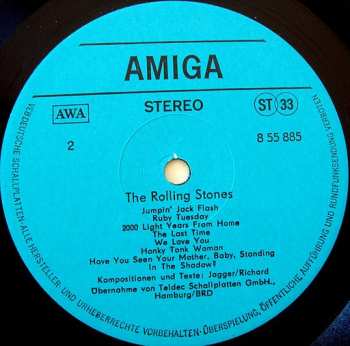 AMIGA
STEREO
AWA
ST 33
2
8 55 885
The Rolling Stones
Jumpin' Jack Flash
Ruby Tuesday
2000 Light Years From Home
The Last Time
We Love You
Honky Tonk Woman
Have You Seen Your Mother, Baby, Standing
In The Shadow?
Kompositionen und Texte: Jagger/Richard
Übernahme von Teldec Schallplatten GmbH.,
Hamburg/BRD
VEB DEUTSCHE SCHALLPLATTEN·ALLE HERSTELLER- UND URHEBERRECHTE VORBEHALTEN·ÜBERSPIELUNG, ÖFFENTLICHE AUFFÜHRUNG UND RUNDFUNKSENDUNG VERBOTEN